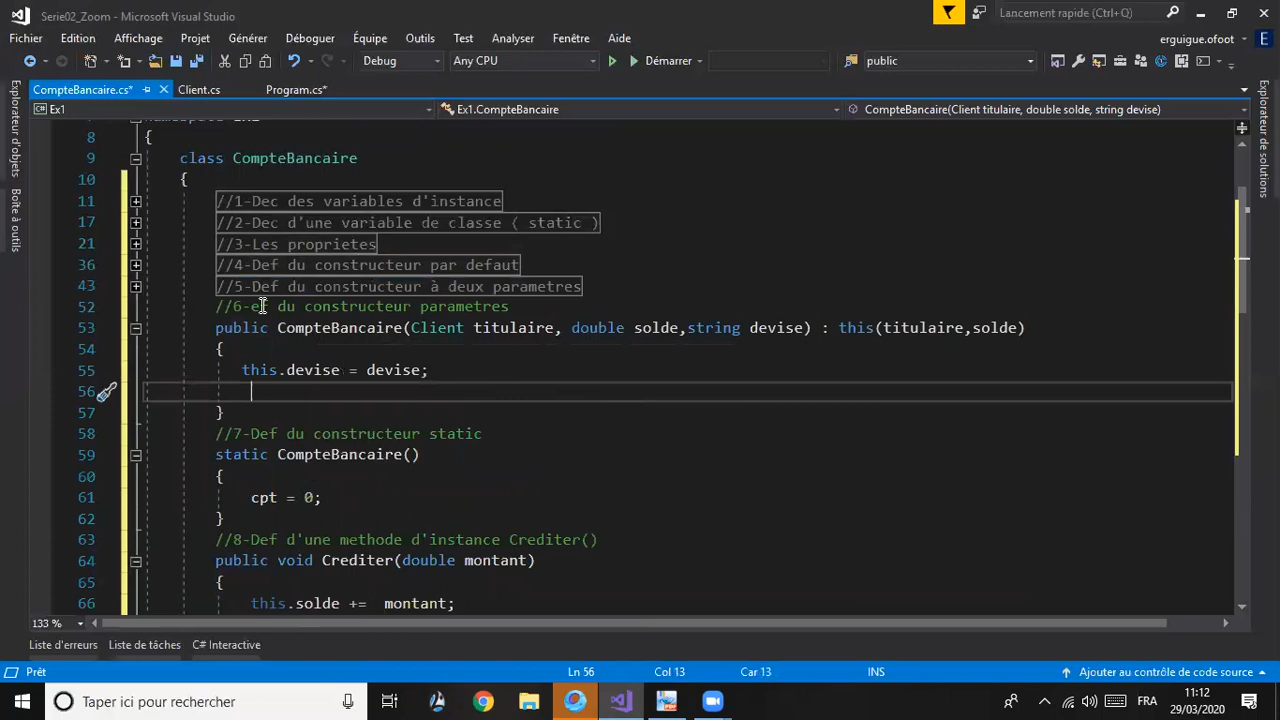 Serie02_Zoom - Microsoft Visual Studio
Lancement rapide (Ctrl+Q)
Fichier Edition Affichage Projet Générer Déboguer Équipe Outils Test Analyser Fenêtre Aide
erguigue.ofoot E
Debug Any CPU Démarrer public
CompteBancaire.cs* Client.cs Program.cs*
Ex1 Ex1.CompteBancaire CompteBancaire(Client titulaire, double solde, string devise)
Explorateur d'objets
Boîte à outils
Explorateur de solutions
8 {
9 class CompteBancaire
10 {
11 //1-Dec des variables d'instance
17 //2-Dec d'une variable de classe ( static )
21 //3-Les proprietes
36 //4-Def du constructeur par defaut
43 //5-Def du constructeur à deux parametres
52 //6-ef du constructeur parametres
53 public CompteBancaire(Client titulaire, double solde,string devise) : this(titulaire,solde)
54 {
55 this.devise = devise;
56
57 }
58 //7-Def du constructeur static
59 static CompteBancaire()
60 {
61 cpt = 0;
62 }
63 //8-Def d'une methode d'instance Crediter()
64 public void Crediter(double montant)
65 {
66 this.solde += montant;
133 %
Liste d'erreurs Liste de tâches C# Interactive
Prêt Ln 56 Col 13 Car 13 INS Ajouter au contrôle de code source
Taper ici pour rechercher
FRA
11:12
29/03/2020